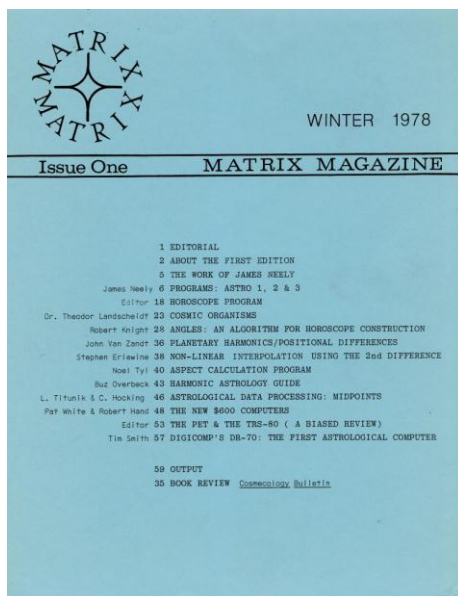 MATRIX
MATRIX
WINTER 1978
Issue One MATRIX MAGAZINE
1 EDITORIAL
2 ABOUT THE FIRST EDITION
5 THE WORK OF JAMES NEELY
James Neely 6 PROGRAMS: ASTRO 1, 2 & 3
Editor 18 HOROSCOPE PROGRAM
Dr. Theodor Landscheidt 23 COSMIC ORGANISMS
Robert Knight 28 ANGLES: AN ALGORITHM FOR HOROSCOPE CONSTRUCTION
John Van Zandt 36 PLANETARY HARMONICS/POSITIONAL DIFFERENCES
Stephen Erlewine 38 NON-LINEAR INTERPOLATION USING THE 2nd DIFFERENCE
Noel Tyl 40 ASPECT CALCULATION PROGRAM
Buz Overbeck 43 HARMONIC ASTROLOGY GUIDE
L. Titunik & C. Hocking 46 ASTROLOGICAL DATA PROCESSING: MIDPOINTS
Pat White & Robert Hand 48 THE NEW $600 COMPUTERS
Editor 53 THE PET & THE TRS-80 ( A BIASED REVIEW)
Tim Smith 57 DIGICOMP'S DR-70: THE FIRST ASTROLOGICAL COMPUTER
59 OUTPUT
35 BOOK REVIEW Cosmecology Bulletin